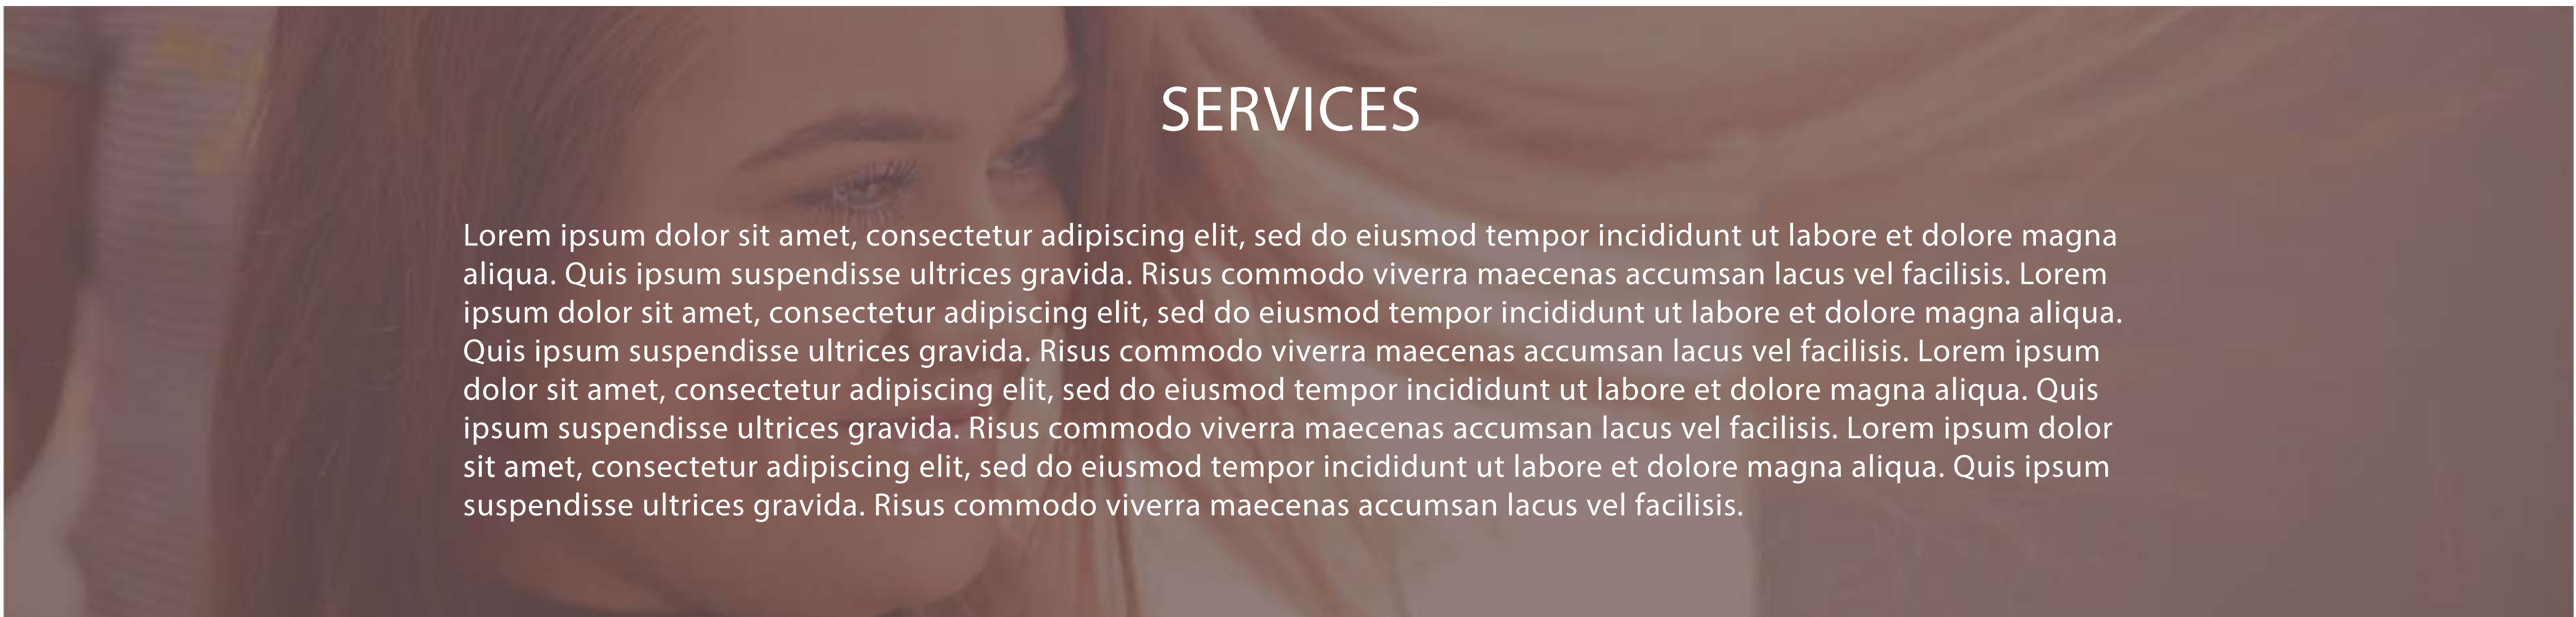 SERVICES
Lorem ipsum dolor sit amet, consectetur adipiscing elit, sed do eiusmod tempor incididunt ut labore et dolore magna
aliqua. Quis ipsum suspendisse ultrices gravida. Risus commodo viverra maecenas accumsan lacus vel facilisis. Lorem
ipsum dolor sit amet, consectetur adipiscing elit, sed do eiusmod tempor incididunt ut labore et dolore magna aliqua.
Quis ipsum suspendisse ultrices gravida. Risus commodo viverra maecenas accumsan lacus vel facilisis. Lorem ipsum
dolor sit amet, consectetur adipiscing elit, sed do eiusmod tempor incididunt ut labore et dolore magna aliqua. Quis
ipsum suspendisse ultrices gravida. Risus commodo viverra maecenas accumsan lacus vel facilisis. Lorem ipsum dolor
sit amet, consectetur adipiscing elit, sed do eiusmod tempor incididunt ut labore et dolore magna aliqua. Quis ipsum
suspendisse ultrices gravida. Risus commodo viverra maecenas accumsan lacus vel facilisis.